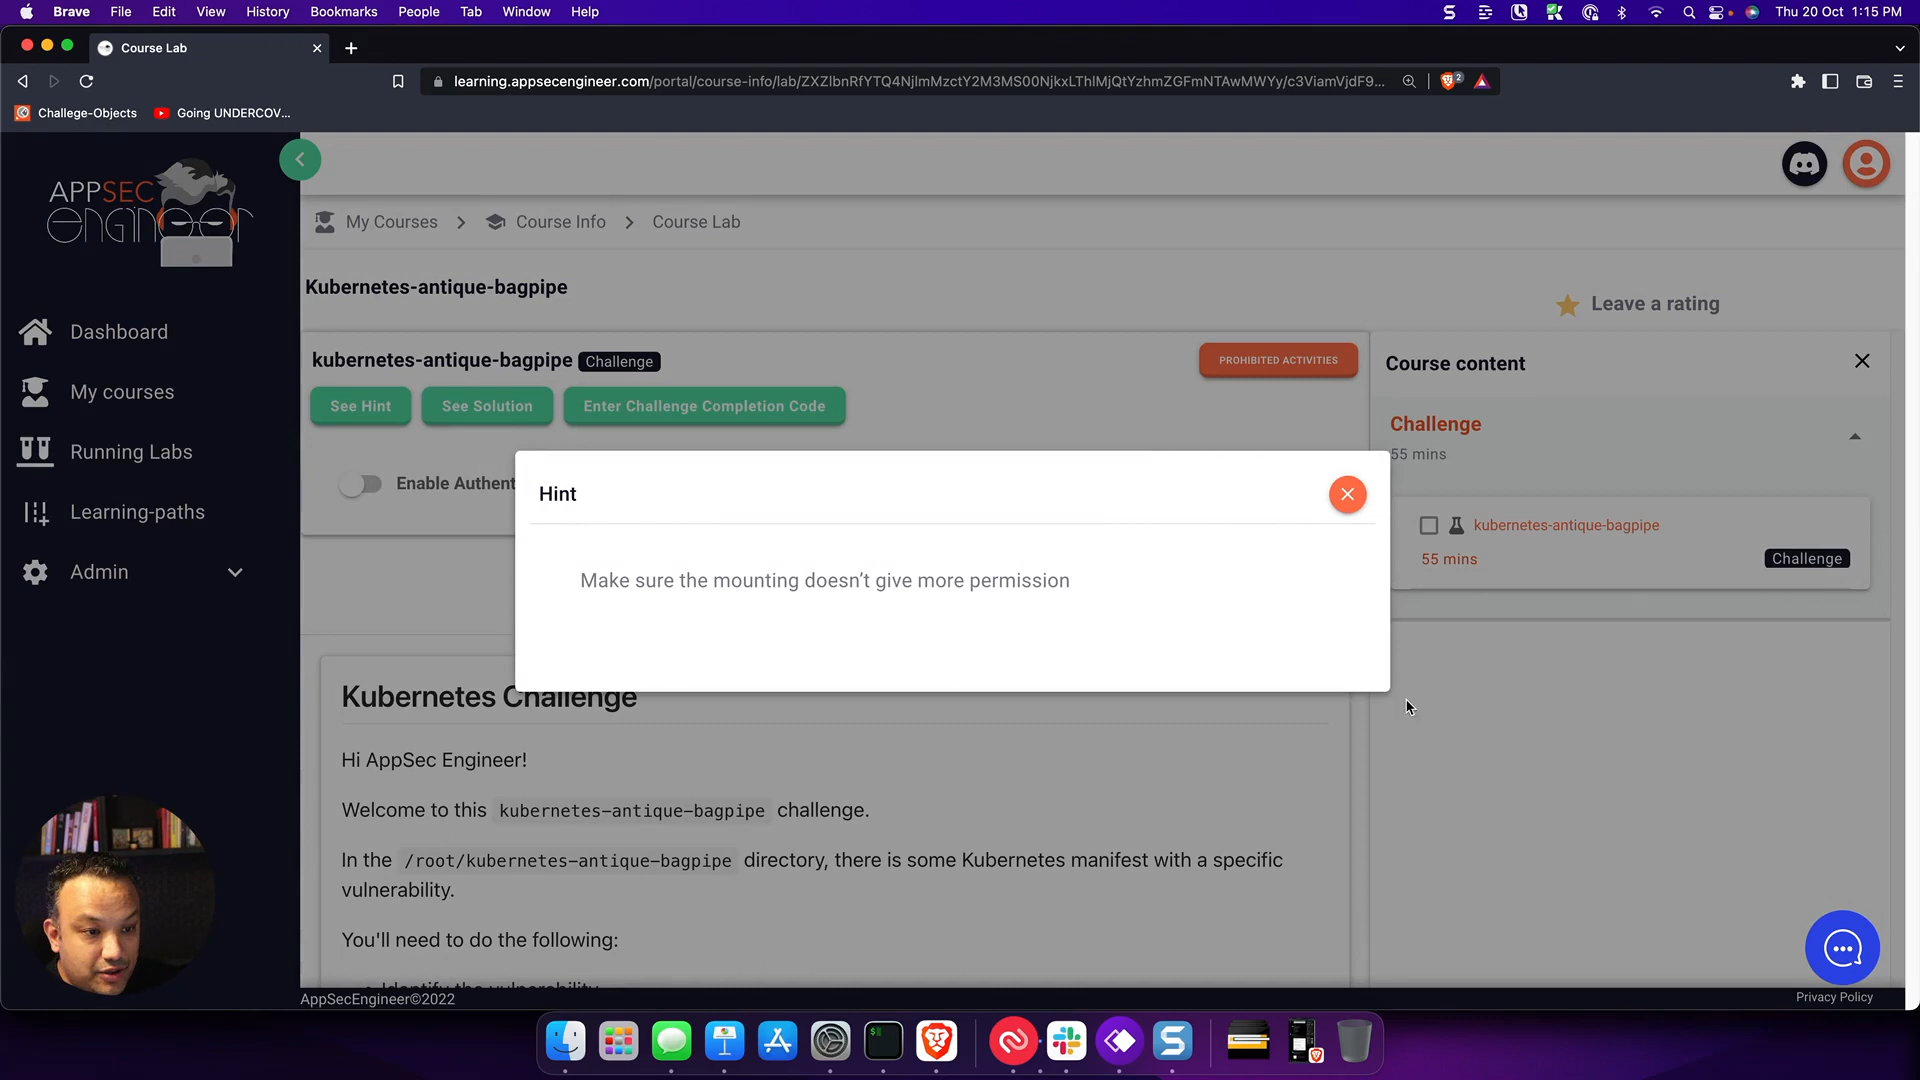 Brave File Edit View History Bookmarks People Tab Window Help Thu 20 Oct 1:15 PM
Course Lab
learning.appsecengineer.com/portal/course-info/lab/ZXZlbnRfYTQ4NjlmMzctY2M3MS00NjkxLThlMjQtYzhmZGFmNTAwMWYy/c3ViamVjdF9... 2
Challege-Objects Going UNDERCOV...
APPSEC
engineer
My Courses Course Info Course Lab
Kubernetes-antique-bagpipe
Leave a rating
Dashboard
My courses
Running Labs
Learning-paths
Admin
kubernetes-antique-bagpipe Challenge PROHIBITED ACTIVITIES
See Hint See Solution Enter Challenge Completion Code
Enable Authent
Hint
Make sure the mounting doesn’t give more permission
Course content
Challenge
55 mins
kubernetes-antique-bagpipe
55 mins Challenge
Kubernetes Challenge
Hi AppSec Engineer!
Welcome to this kubernetes-antique-bagpipe challenge.
In the /root/kubernetes-antique-bagpipe directory, there is some Kubernetes manifest with a specific
vulnerability.
You'll need to do the following:
Identify the vulnerability
AppSecEngineer©2022
Privacy Policy